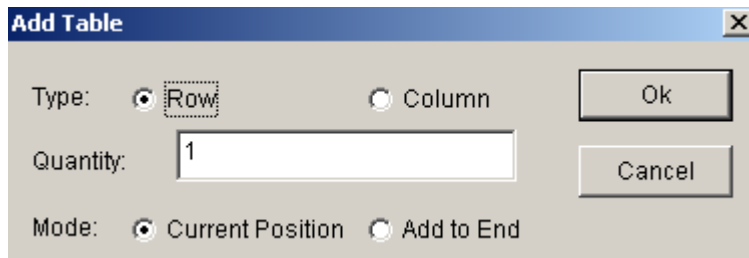 Add Table
Type: Row Column Ok
Quantity: 1
Cancel
Mode: Current Position Add to End